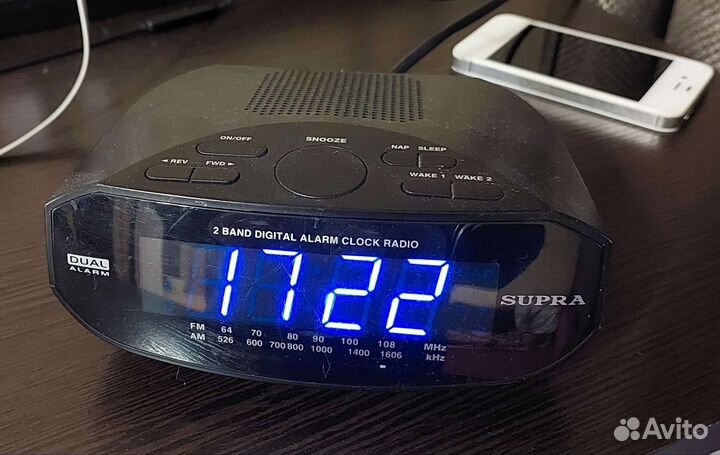 ON/OFF
SNOOZE
NAP SLEEP
◄ REV FWD ►
WAKE 1 WAKE 2
2 BAND DIGITAL ALARM CLOCK RADIO
DUAL
ALARM
1722
SUPRA
FM 64 70 80 90 100 108 MHz
AM 526 600 700 800 1000 1400 1606 kHz
Avito